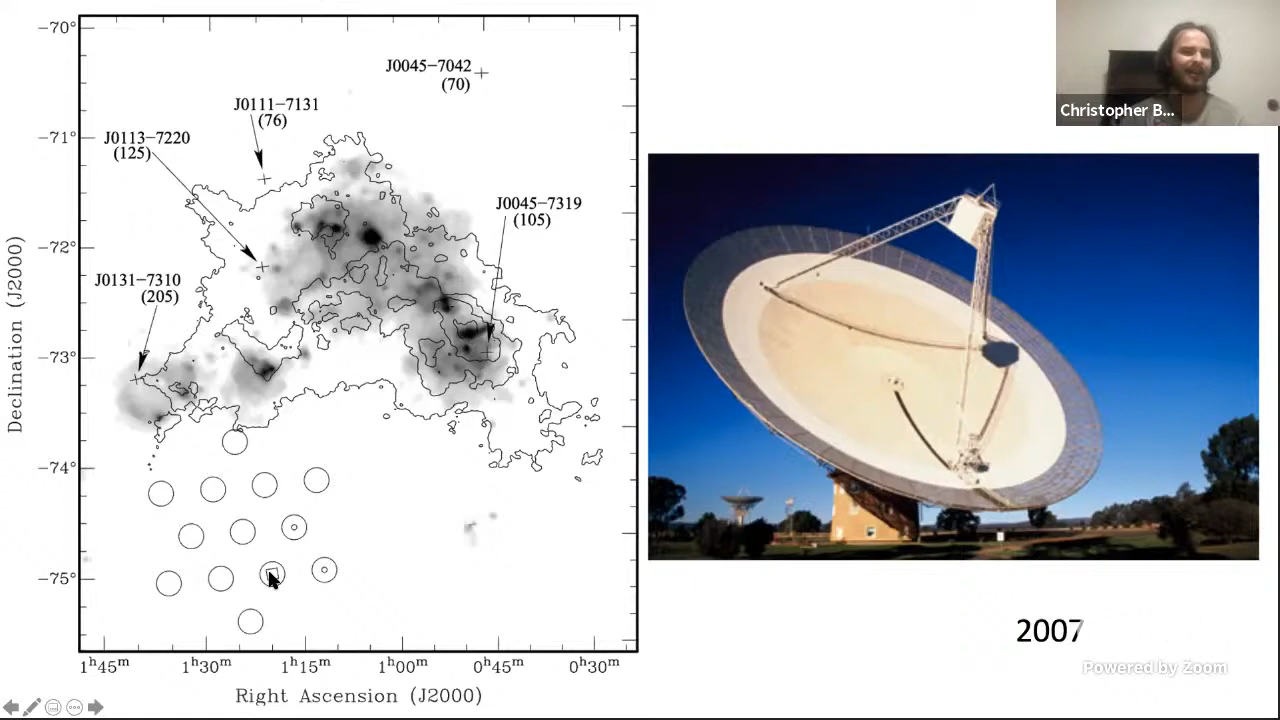 −70°
J0045−7042
(70)
J0111−7131
(76)
−71°
J0113−7220
(125)
J0045−7319
(105)
−72°
J0131−7310
(205)
−73°
−74°
−75°
Declination (J2000)
1ʰ45ᵐ 1ʰ30ᵐ 1ʰ15ᵐ 1ʰ00ᵐ 0ʰ45ᵐ 0ʰ30ᵐ
Right Ascension (J2000)
Christopher B...
2007
Powered by Zoom